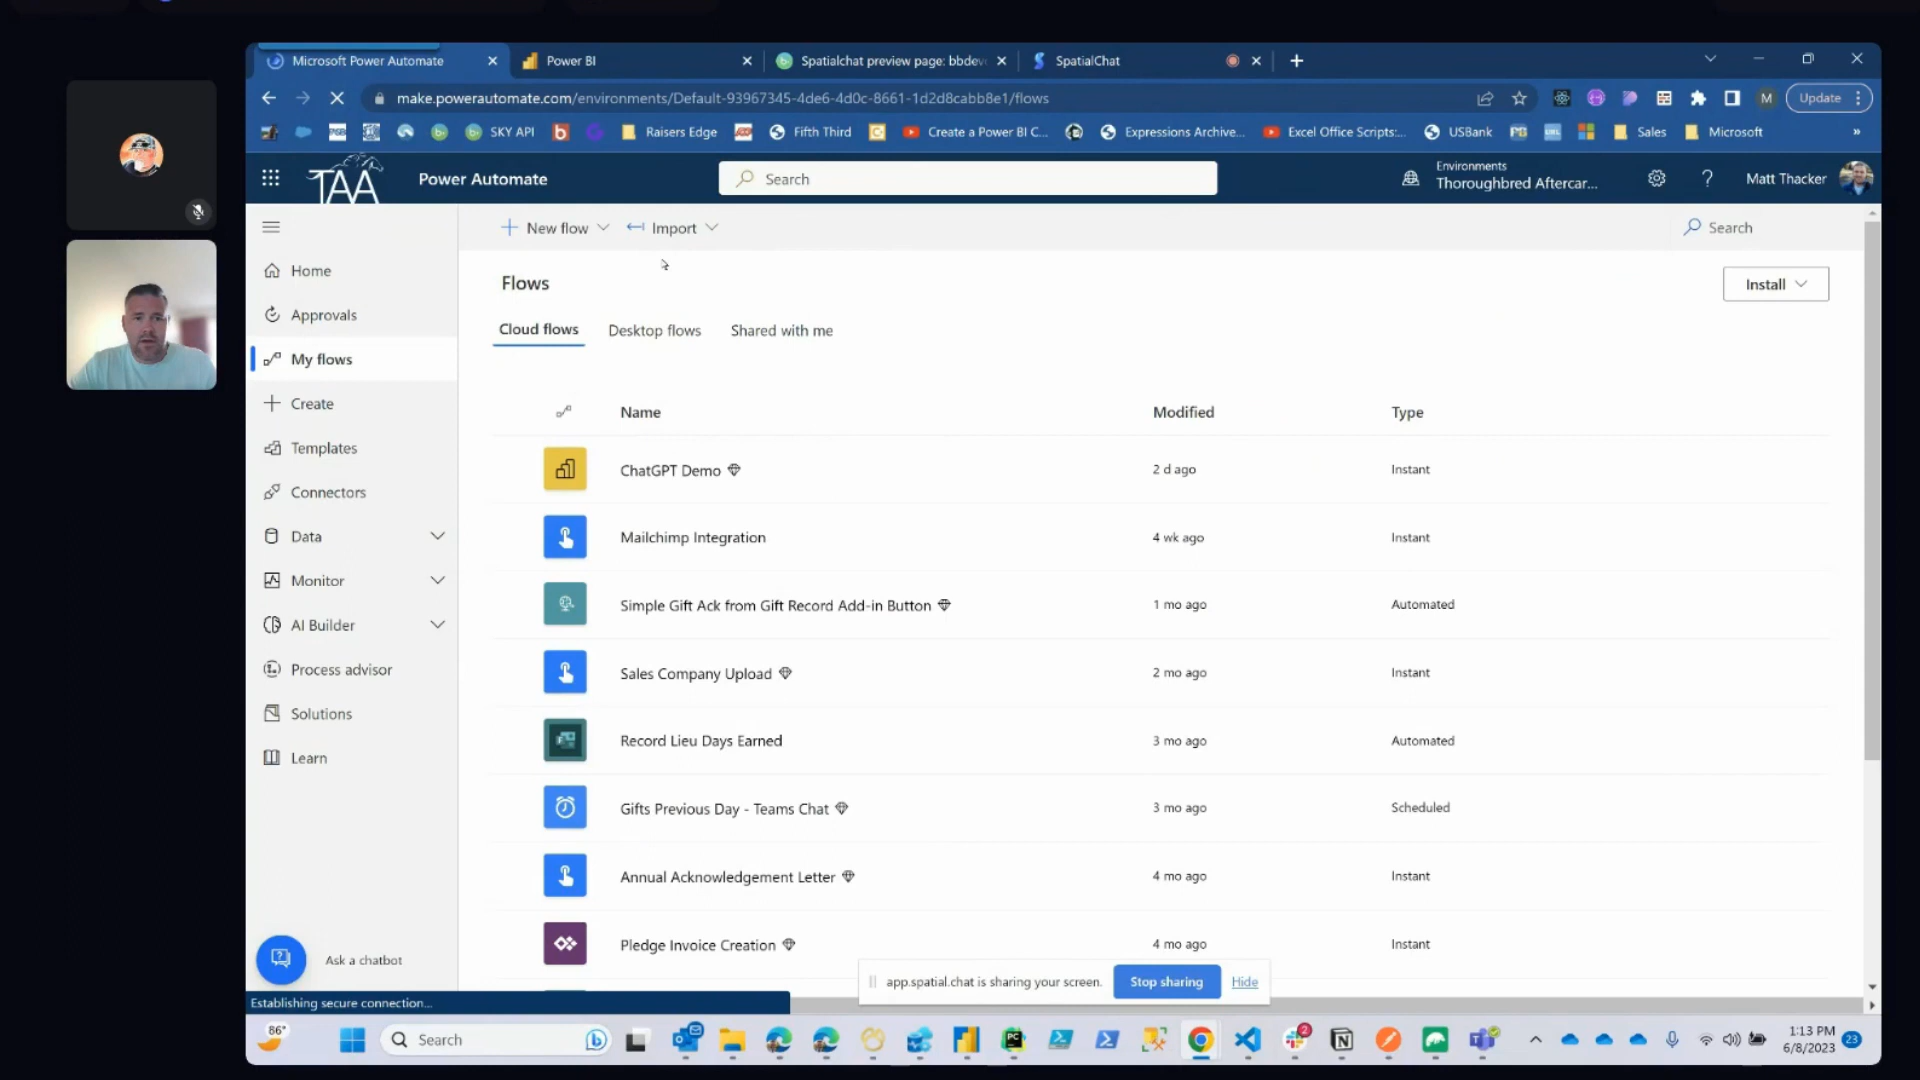 Microsoft Power Automate
Power BI
Spatialchat preview page: bbdev
SpatialChat
make.powerautomate.com/environments/Default-93967345-4de6-4d0c-8661-1d2d8cabb8e1/flows
M
Update
SKY API
Raisers Edge
Fifth Third
Create a Power BI C...
Expressions Archive...
Excel Office Scripts:...
USBank
Sales
Microsoft
TAA
Power Automate
Search
Environments
Thoroughbred Aftercar...
Matt Thacker
New flow
Import
Search
Home
Approvals
My flows
Create
Templates
Connectors
Data
Monitor
AI Builder
Process advisor
Solutions
Learn
Ask a chatbot
Flows
Install
Cloud flows
Desktop flows
Shared with me
Name Modified Type
ChatGPT Demo 2 d ago Instant
Mailchimp Integration 4 wk ago Instant
Simple Gift Ack from Gift Record Add-in Button 1 mo ago Automated
Sales Company Upload 2 mo ago Instant
Record Lieu Days Earned 3 mo ago Automated
Gifts Previous Day - Teams Chat 3 mo ago Scheduled
Annual Acknowledgement Letter 4 mo ago Instant
Pledge Invoice Creation 4 mo ago Instant
app.spatial.chat is sharing your screen.
Stop sharing
Hide
Establishing secure connection...
86°
Search
2
1:13 PM
6/8/2023
23